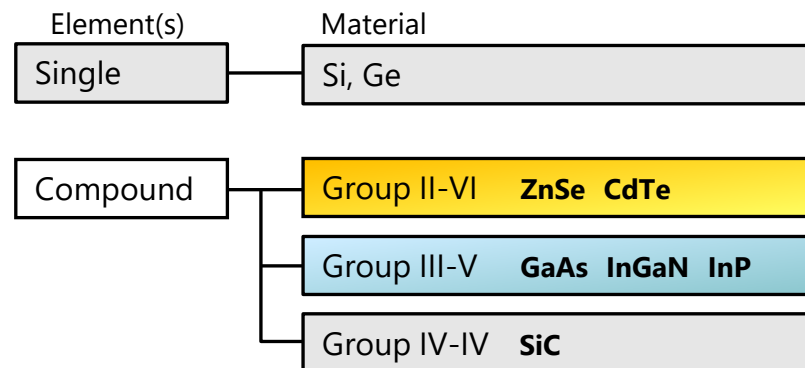 Element(s) Material
Single Si, Ge
Compound Group II-VI ZnSe CdTe
Group III-V GaAs InGaN InP
Group IV-IV SiC